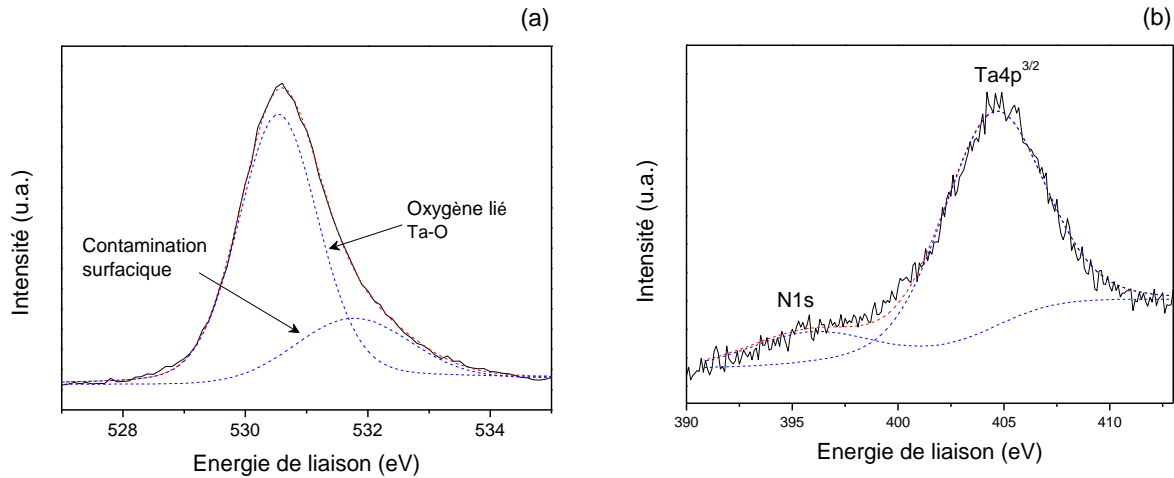 (a)
Intensité (u.a.)
Contamination
surfacique
Oxygène lié
Ta-O
528
530
532
534
Energie de liaison (eV)
(b)
Intensité (u.a.)
N1s
Ta4p3/2
390
395
400
405
410
Energie de liaison (eV)